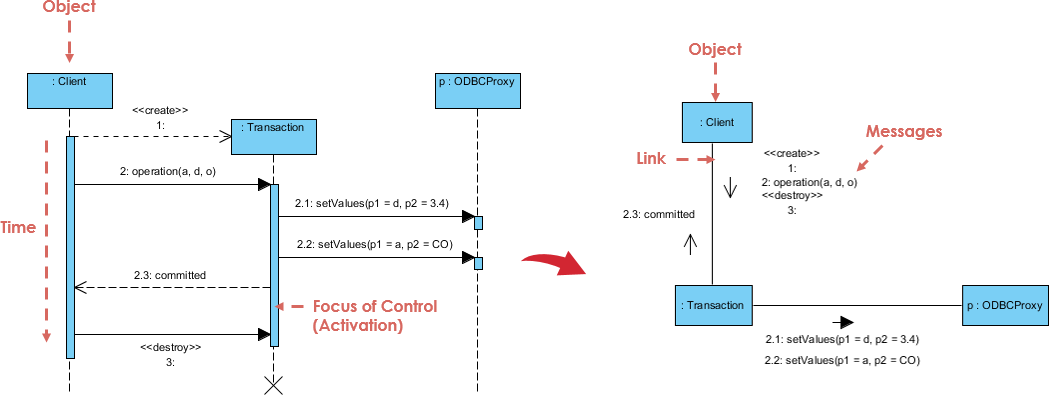 Object
: Client
p : ODBCProxy
<<create>>
1:
: Transaction
2: operation(a, d, o)
2.1: setValues(p1 = d, p2 = 3.4)
Time
2.2: setValues(p1 = a, p2 = CO)
2.3: committed
Focus of Control
(Activation)
<<destroy>>
3:
Object
: Client
Messages
Link
<<create>>
1:
2: operation(a, d, o)
<<destroy>>
3:
2.3: committed
: Transaction
p : ODBCProxy
2.1: setValues(p1 = d, p2 = 3.4)
2.2: setValues(p1 = a, p2 = CO)